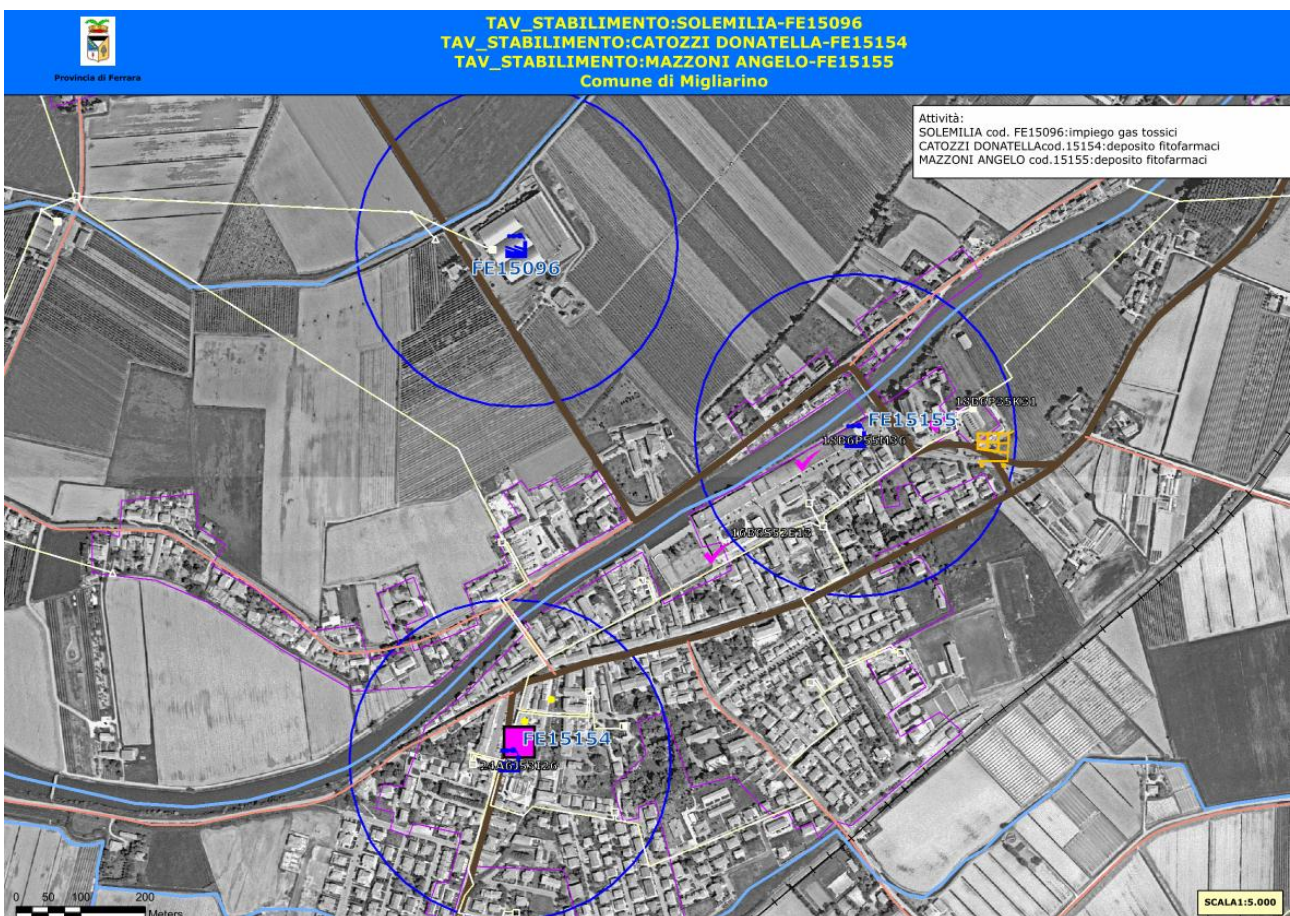 TAV_STABILIMENTO:SOLEMILIA-FE15096
TAV_STABILIMENTO:CATOZZI DONATELLA-FE15154
TAV_STABILIMENTO:MAZZONI ANGELO-FE15155
Comune di Migliarino
Provincia di Ferrara
Attività:
SOLEMILIA cod. FE15096:impiego gas tossici
CATOZZI DONATELLAcod.15154:deposito fitofarmaci
MAZZONI ANGELO cod.15155:deposito fitofarmaci
FE15096
FE15155
FE15154
0 50 100 200
Meters
SCALA1:5.000